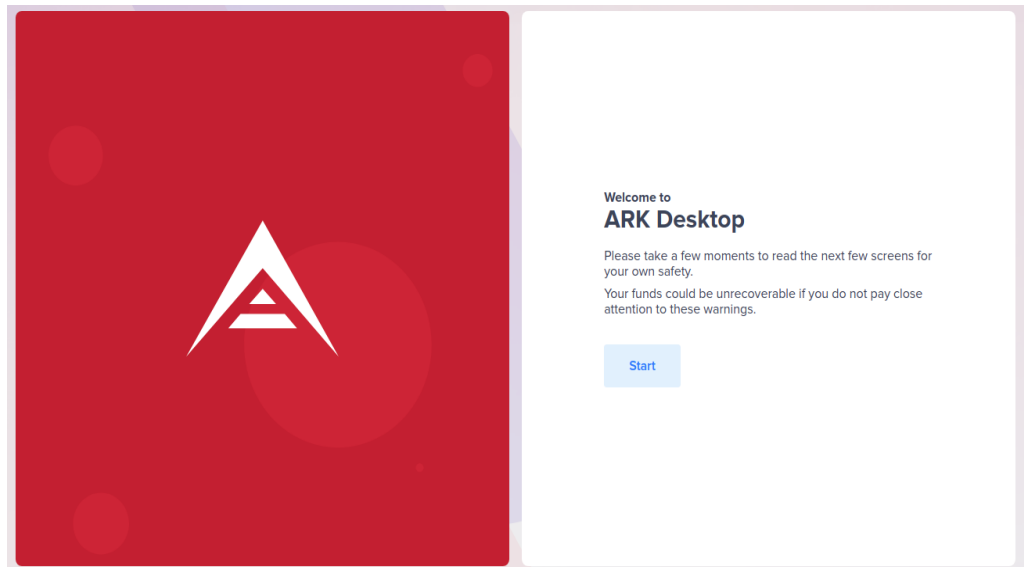 Welcome to
ARK Desktop
Please take a few moments to read the next few screens for
your own safety.
Your funds could be unrecoverable if you do not pay close
attention to these warnings.
Start